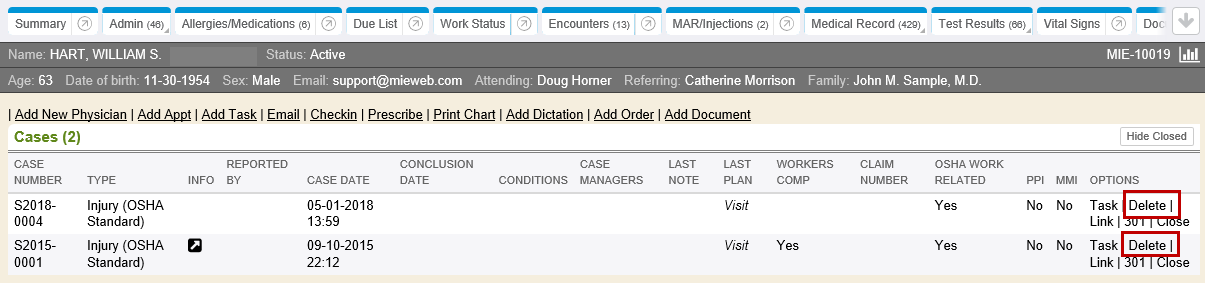 Summary Admin (46) Allergies/Medications (6) Due List Work Status Encounters (13) MAR/Injections (2) Medical Record (429) Test Results (66) Vital Signs Doc
Name: HART, WILLIAM S. Status: Active MIE-10019
Age: 63 Date of birth: 11-30-1954 Sex: Male Email: support@mieweb.com Attending: Doug Horner Referring: Catherine Morrison Family: John M. Sample, M.D.
| Add New Physician | Add Appt | Add Task | Email | Checkin | Prescribe | Print Chart | Add Dictation | Add Order | Add Document
Cases (2) Hide Closed
CASE REPORTED CONCLUSION CASE LAST LAST WORKERS CLAIM OSHA WORK
NUMBER TYPE INFO BY CASE DATE DATE CONDITIONS MANAGERS NOTE PLAN COMP NUMBER RELATED PPI MMI OPTIONS
S2018- Injury (OSHA 05-01-2018 Visit Yes No No Task | Delete |
0004 Standard) 13:59 Link | 301 | Close
S2015- Injury (OSHA 09-10-2015 Visit Yes Yes No No Task Delete |
0001 Standard) 22:12 Link | 301 | Close